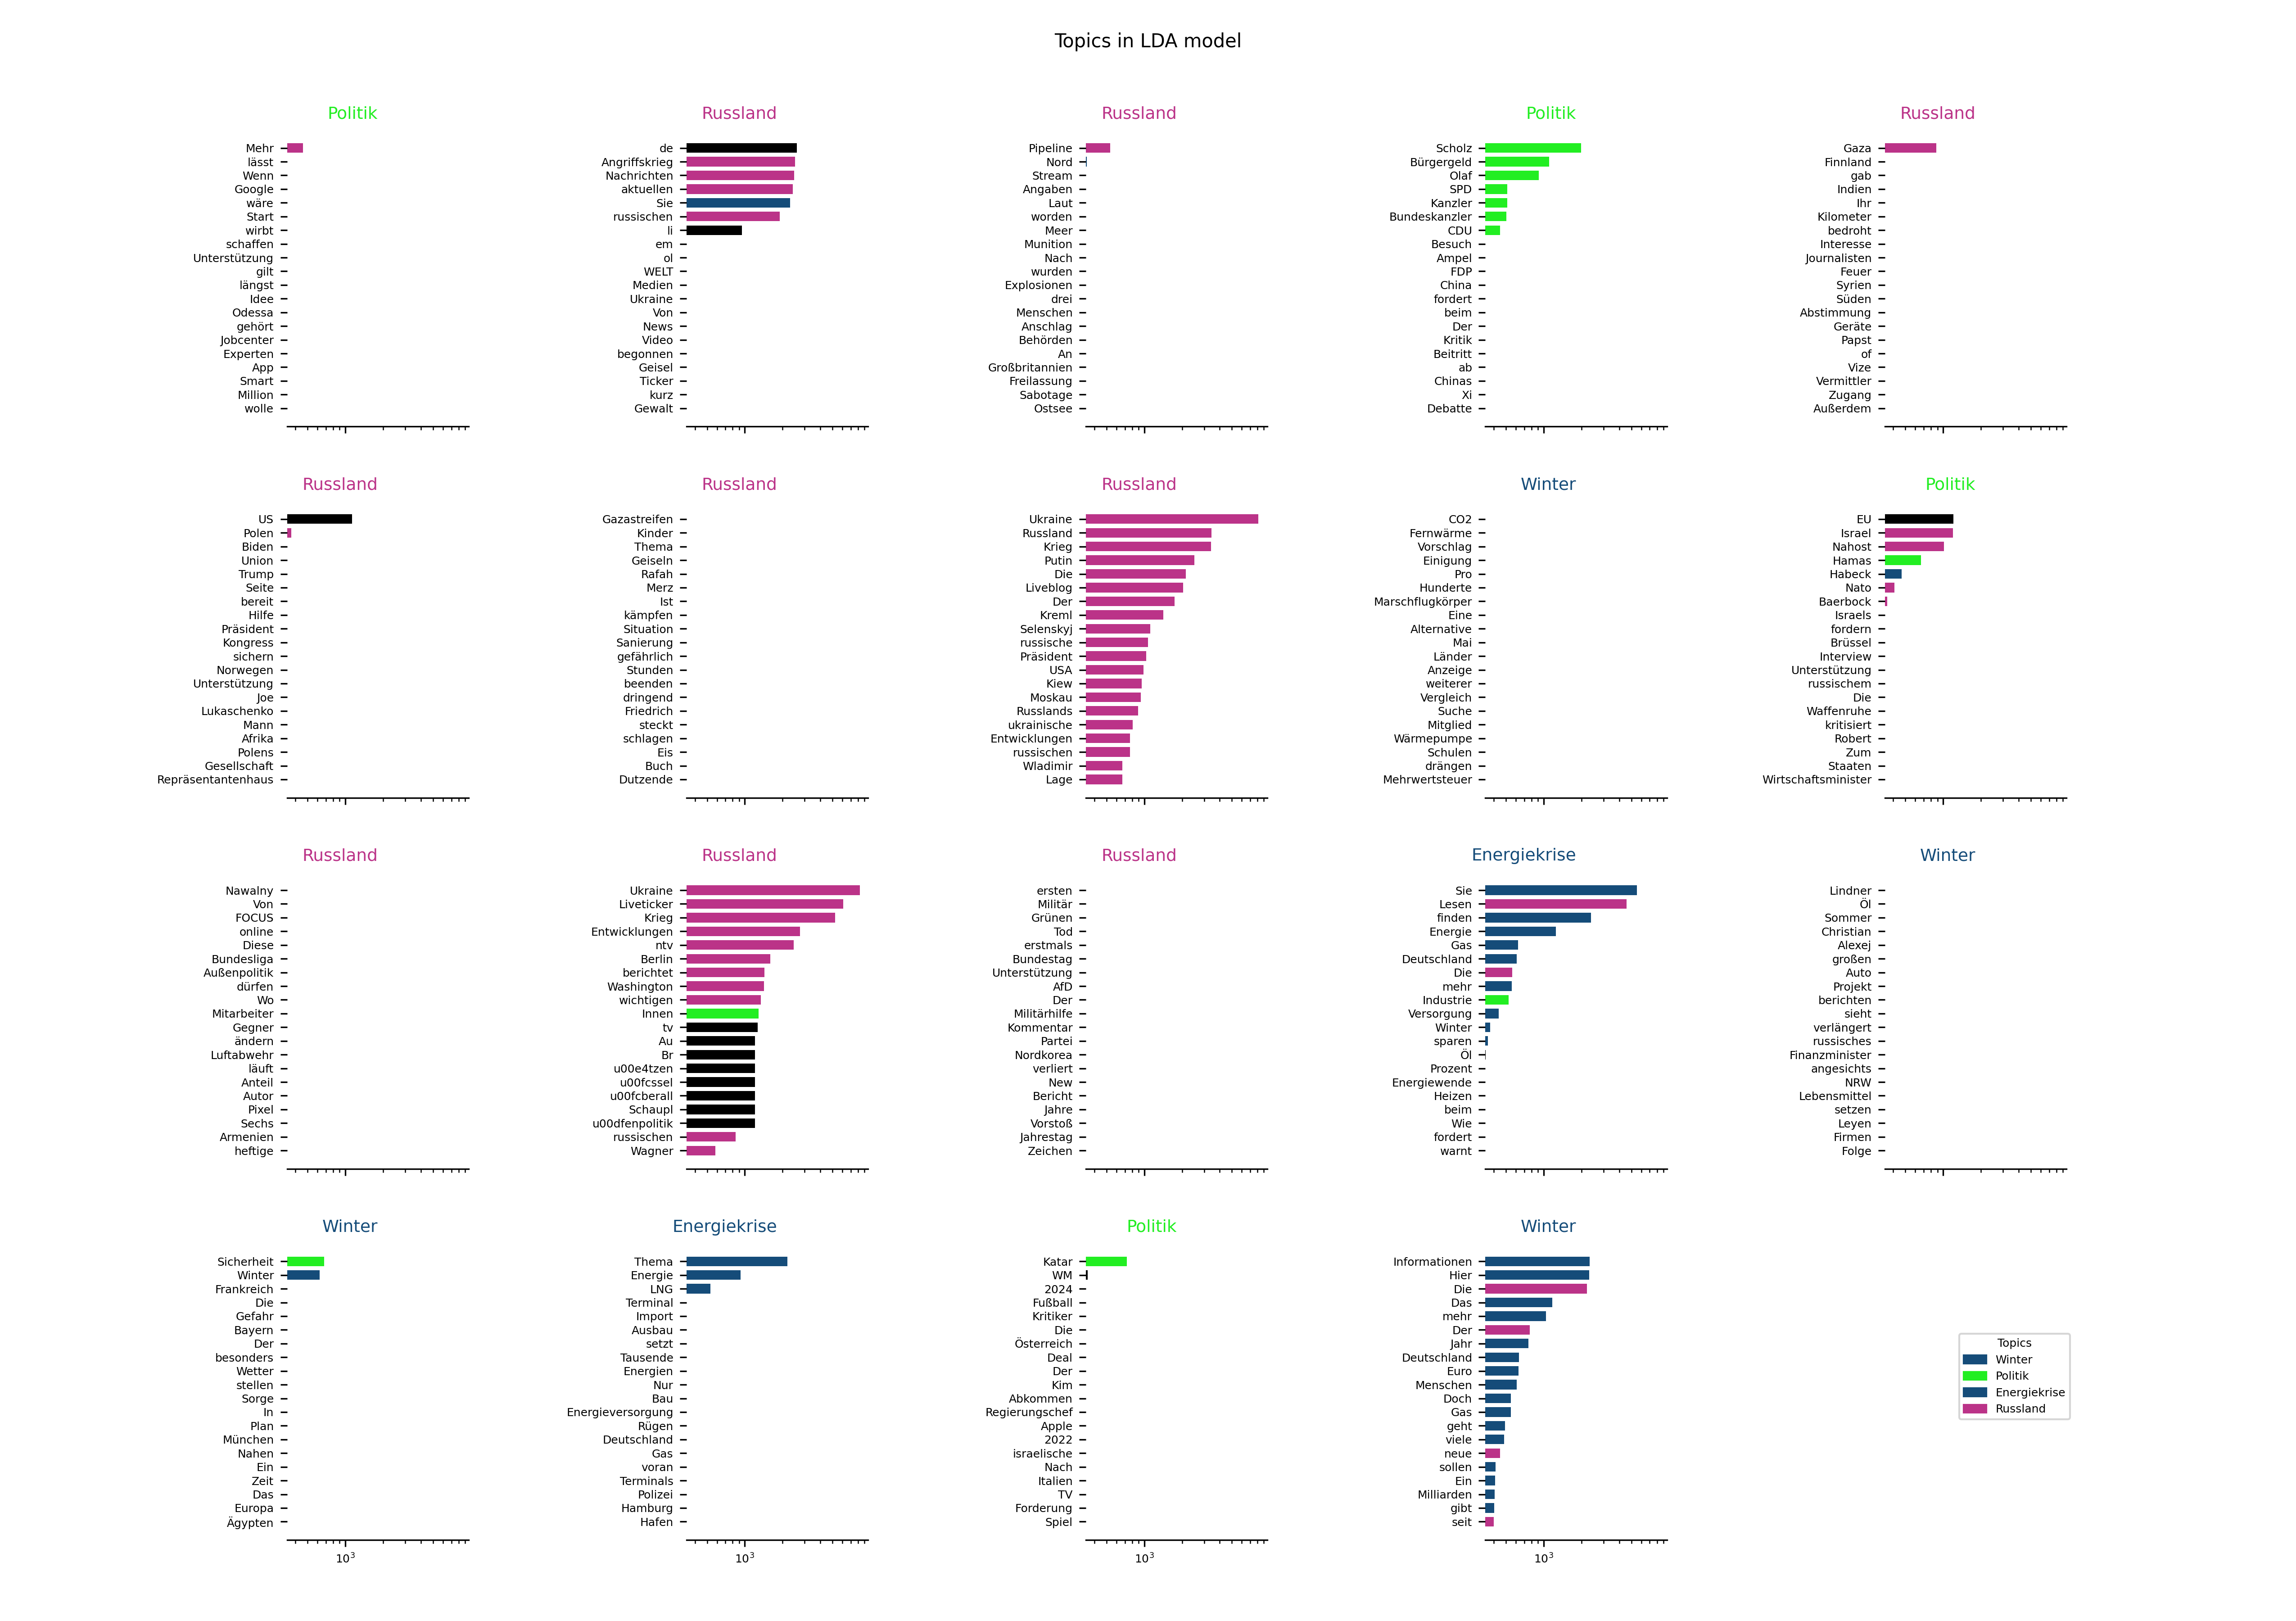 Topics in LDA model
Politik
Mehr
lässt
Wenn
Google
wäre
Start
wirbt
schaffen
Unterstützung
gilt
längst
Idee
Odessa
gehört
Jobcenter
Experten
App
Smart
Million
wolle
Russland
de
Angriffskrieg
Nachrichten
aktuellen
Sie
russischen
li
em
ol
WELT
Medien
Ukraine
Von
News
Video
begonnen
Geisel
Ticker
kurz
Gewalt
Russland
Pipeline
Nord
Stream
Angaben
Laut
worden
Meer
Munition
Nach
wurden
Explosionen
drei
Menschen
Anschlag
Behörden
An
Großbritannien
Freilassung
Sabotage
Ostsee
Politik
Scholz
Bürgergeld
Olaf
SPD
Kanzler
Bundeskanzler
CDU
Besuch
Ampel
FDP
China
fordert
beim
Der
Kritik
Beitritt
ab
Chinas
Xi
Debatte
Russland
Gaza
Finnland
gab
Indien
Ihr
Kilometer
bedroht
Interesse
Journalisten
Feuer
Syrien
Süden
Abstimmung
Geräte
Papst
of
Vize
Vermittler
Zugang
Außerdem
Russland
US
Polen
Biden
Union
Trump
Seite
bereit
Hilfe
Präsident
Kongress
sichern
Norwegen
Unterstützung
Joe
Lukaschenko
Mann
Afrika
Polens
Gesellschaft
Repräsentantenhaus
Russland
Gazastreifen
Kinder
Thema
Geiseln
Rafah
Merz
Ist
kämpfen
Situation
Sanierung
gefährlich
Stunden
beenden
dringend
Friedrich
steckt
schlagen
Eis
Buch
Dutzende
Russland
Ukraine
Russland
Krieg
Putin
Die
Liveblog
Der
Kreml
Selenskyj
russische
Präsident
USA
Kiew
Moskau
Russlands
ukrainische
Entwicklungen
russischen
Wladimir
Lage
Winter
CO2
Fernwärme
Vorschlag
Einigung
Pro
Hunderte
Marschflugkörper
Eine
Alternative
Mai
Länder
Anzeige
weiterer
Vergleich
Suche
Mitglied
Wärmepumpe
Schulen
drängen
Mehrwertsteuer
Politik
EU
Israel
Nahost
Hamas
Habeck
Nato
Baerbock
Israels
fordern
Brüssel
Interview
Unterstützung
russischem
Die
Waffenruhe
kritisiert
Robert
Zum
Staaten
Wirtschaftsminister
Russland
Nawalny
Von
FOCUS
online
Diese
Bundesliga
Außenpolitik
dürfen
Wo
Mitarbeiter
Gegner
ändern
Luftabwehr
läuft
Anteil
Autor
Pixel
Sechs
Armenien
heftige
Russland
Ukraine
Liveticker
Krieg
Entwicklungen
ntv
Berlin
berichtet
Washington
wichtigen
Innen
tv
Au
Br
u00e4tzen
u00fcssel
u00fcberall
Schaupl
u00dfenpolitik
russischen
Wagner
Russland
ersten
Militär
Grünen
Tod
erstmals
Bundestag
Unterstützung
AfD
Der
Militärhilfe
Kommentar
Partei
Nordkorea
verliert
New
Bericht
Jahre
Vorstoß
Jahrestag
Zeichen
Energiekrise
Sie
Lesen
finden
Energie
Gas
Deutschland
Die
mehr
Industrie
Versorgung
Winter
sparen
Öl
Prozent
Energiewende
Heizen
beim
Wie
fordert
warnt
Winter
Lindner
Öl
Sommer
Christian
Alexej
großen
Auto
Projekt
berichten
sieht
verlängert
russisches
Finanzminister
angesichts
NRW
Lebensmittel
setzen
Leyen
Firmen
Folge
Winter
Sicherheit
Winter
Frankreich
Die
Gefahr
Bayern
Der
besonders
Wetter
stellen
Sorge
In
Plan
München
Nahen
Ein
Zeit
Das
Europa
Ägypten
10³
Energiekrise
Thema
Energie
LNG
Terminal
Import
Ausbau
setzt
Tausende
Energien
Nur
Bau
Energieversorgung
Rügen
Deutschland
Gas
voran
Terminals
Polizei
Hamburg
Hafen
10³
Politik
Katar
WM
2024
Fußball
Kritiker
Die
Österreich
Deal
Der
Kim
Abkommen
Regierungschef
Apple
2022
israelische
Nach
Italien
TV
Forderung
Spiel
10³
Winter
Informationen
Hier
Die
Das
mehr
Der
Jahr
Deutschland
Euro
Menschen
Doch
Gas
geht
viele
neue
sollen
Ein
Milliarden
gibt
seit
10³
Topics
Winter
Politik
Energiekrise
Russland